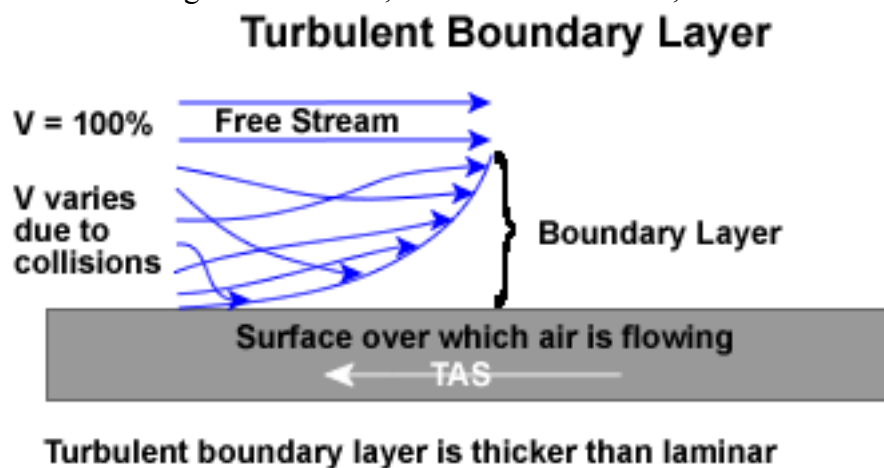 Turbulent Boundary Layer
V = 100%
Free Stream
V varies
due to
collisions
Boundary Layer
Surface over which air is flowing
TAS
Turbulent boundary layer is thicker than laminar